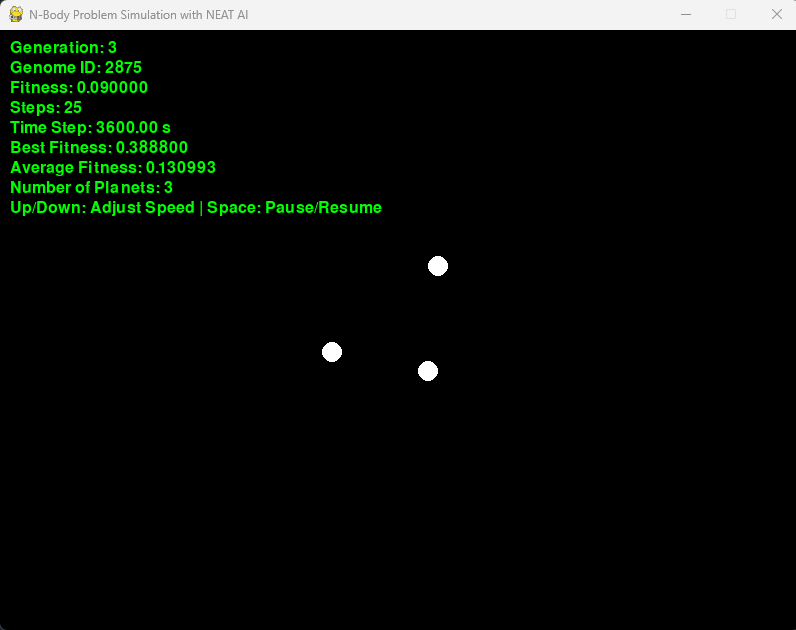 N-Body Problem Simulation with NEAT AI
Generation: 3
Genome ID: 2875
Fitness: 0.090000
Steps: 25
Time Step: 3600.00 s
Best Fitness: 0.388800
Average Fitness: 0.130993
Number of Planets: 3
Up/Down: Adjust Speed | Space: Pause/Resume